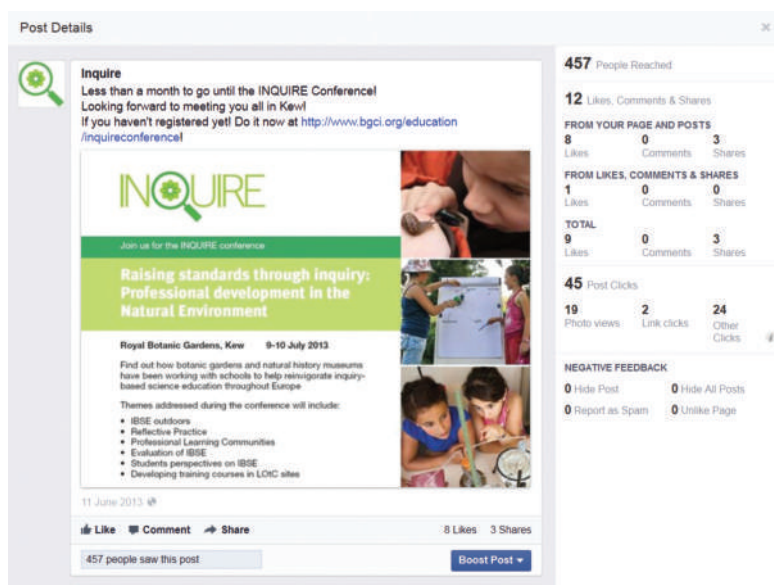 Post Details
Inquire
Less than a month to go until the INQUIRE Conference!
Looking forward to meeting you all in Kew!
If you haven't registered yet! Do it now at http://www.bgci.org/education
/inquireconference!
INQUIRE
Join us for the INQUIRE conference
Raising standards through inquiry:
Professional development in the
Natural Environment
Royal Botanic Gardens, Kew 9-10 July 2013
Find out how botanic gardens and natural history museums
have been working with schools to help reinvigorate inquiry-
based science education throughout Europe
Themes addressed during the conference will include:
• IBSE outdoors
• Reflective Practice
• Professional Learning Communities
• Evaluation of IBSE
• Students perspectives on IBSE
• Developing training courses in LOtC sites
11 June 2013
Like Comment Share 8 Likes 3 Shares
457 people saw this post Boost Post
457 People Reached
12 Likes, Comments & Shares
FROM YOUR PAGE AND POSTS
8 0 3
Likes Comments Shares
FROM LIKES, COMMENTS & SHARES
1 0 0
Likes Comments Shares
TOTAL
9 0 3
Likes Comments Shares
45 Post Clicks
19 2 24
Photo views Link clicks Other
Clicks
NEGATIVE FEEDBACK
0 Hide Post 0 Hide All Posts
0 Report as Spam 0 Unlike Page